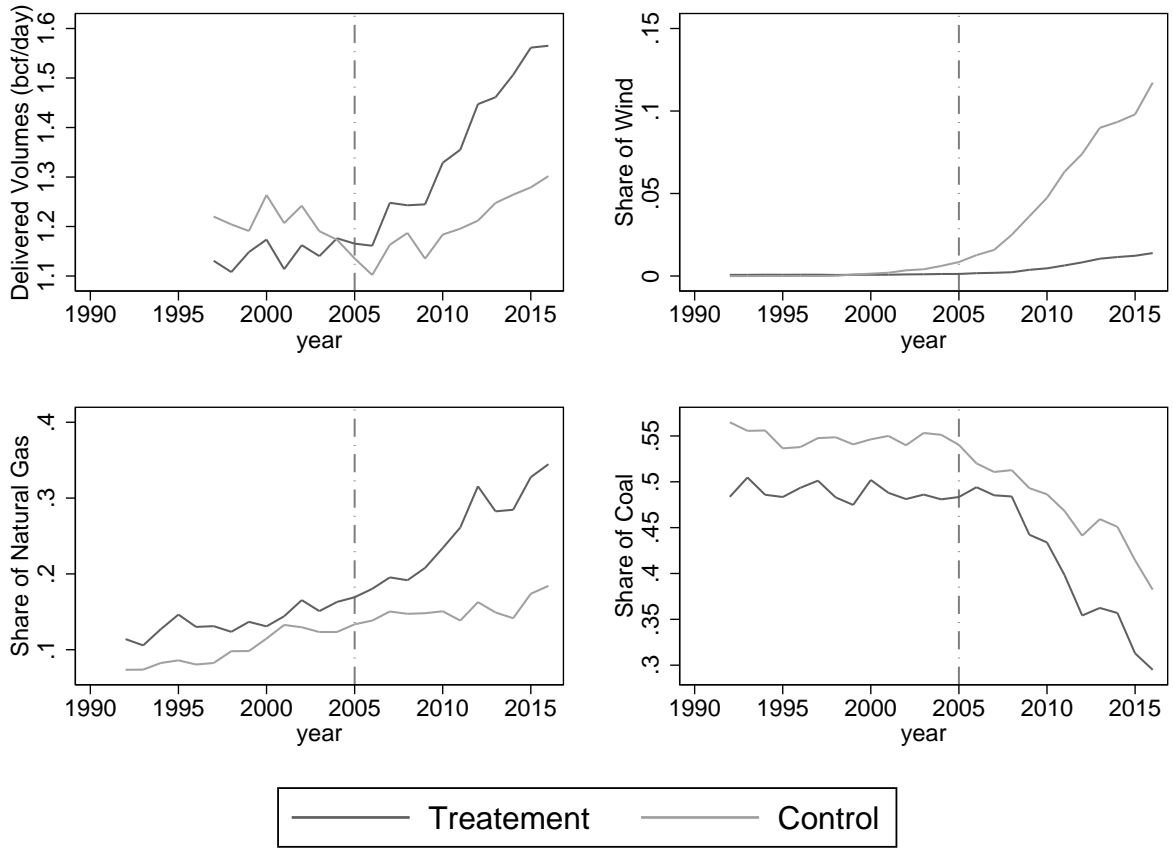 Delivered Volumes (bcf/day)
1.6
1.5
1.4
1.3
1.2
1.1
1990 1995 2000 2005 2010 2015
year
Share of Wind
.15
.1
.05
0
1990 1995 2000 2005 2010 2015
year
Share of Natural Gas
.4
.3
.2
.1
1990 1995 2000 2005 2010 2015
year
Share of Coal
.55
.5
.45
.4
.35
.3
1990 1995 2000 2005 2010 2015
year
Treatement Control